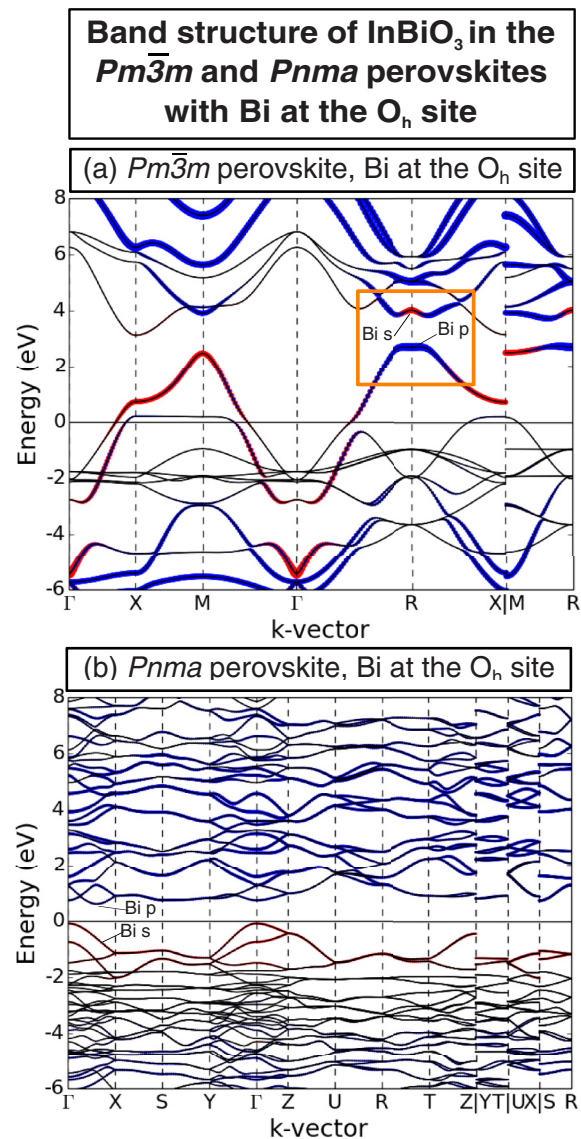 Band structure of InBiO₃ in the
Pm3̅m and Pnma perovskites
with Bi at the Oₕ site
(a) Pm3̅m perovskite, Bi at the Oₕ site
8
6
4
2
0
-2
-4
-6
Energy (eV)
Bi s
Bi p
Γ X M Γ R X|M R
k-vector
(b) Pnma perovskite, Bi at the Oₕ site
8
6
4
2
0
-2
-4
-6
Energy (eV)
Bi p
Bi s
Γ X S Y Γ Z U R T Z|YT|UX|S R
k-vector